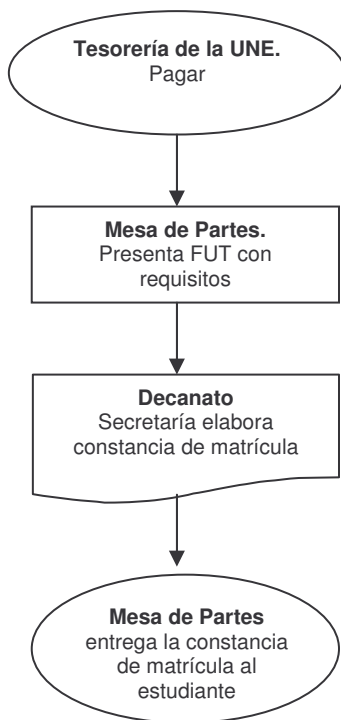 Tesorería de la UNE.
Pagar
Mesa de Partes.
Presenta FUT con
requisitos
Decanato
Secretaría elabora
constancia de matrícula
Mesa de Partes
entrega la constancia
de matrícula al
estudiante